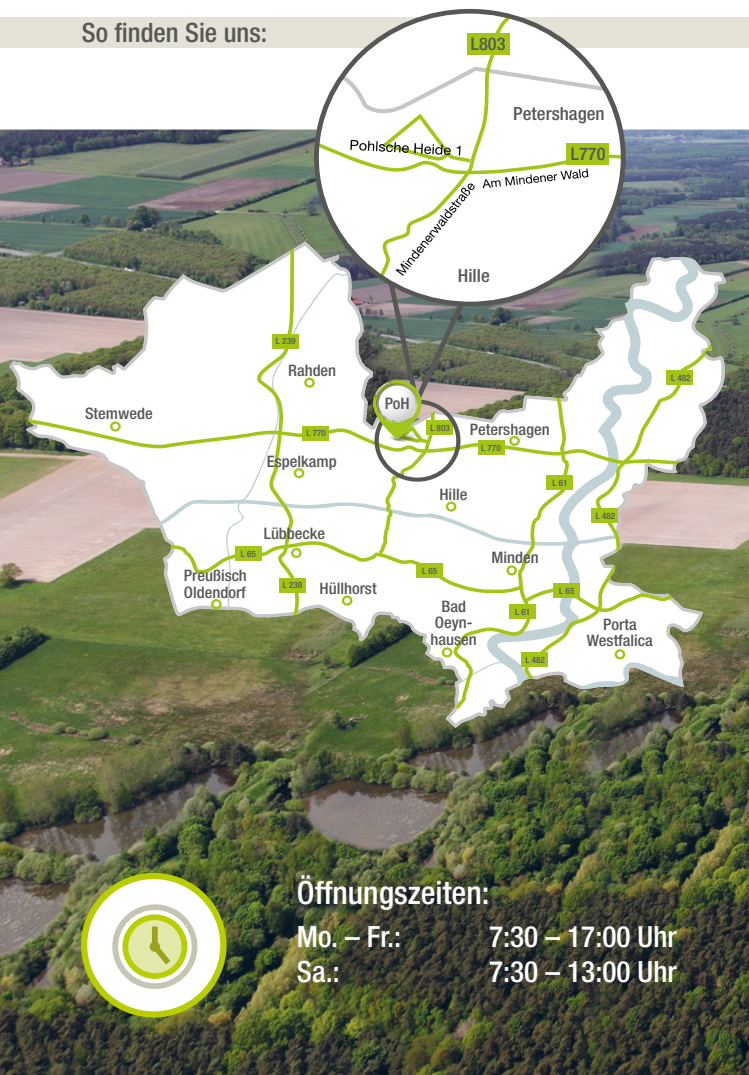 So finden Sie uns:
L803
Petershagen
Pohlsche Heide 1
L770
Am Mindener Wald
Mindenerwaldstraße
Hille
L 239
Rahden
L 482
PoH
Stemwede
L 770
L 803
Petershagen
L 770
Espelkamp
L 61
Hille
L 482
Lübbecke
L 65
Minden
L 65
Preußisch
Oldendorf
L 239
Hüllhorst
L 65
Bad
Oeyn-
hausen
L 61
Porta
Westfalica
L 482
Öffnungszeiten:
Mo. – Fr.: 7:30 – 17:00 Uhr
Sa.: 7:30 – 13:00 Uhr